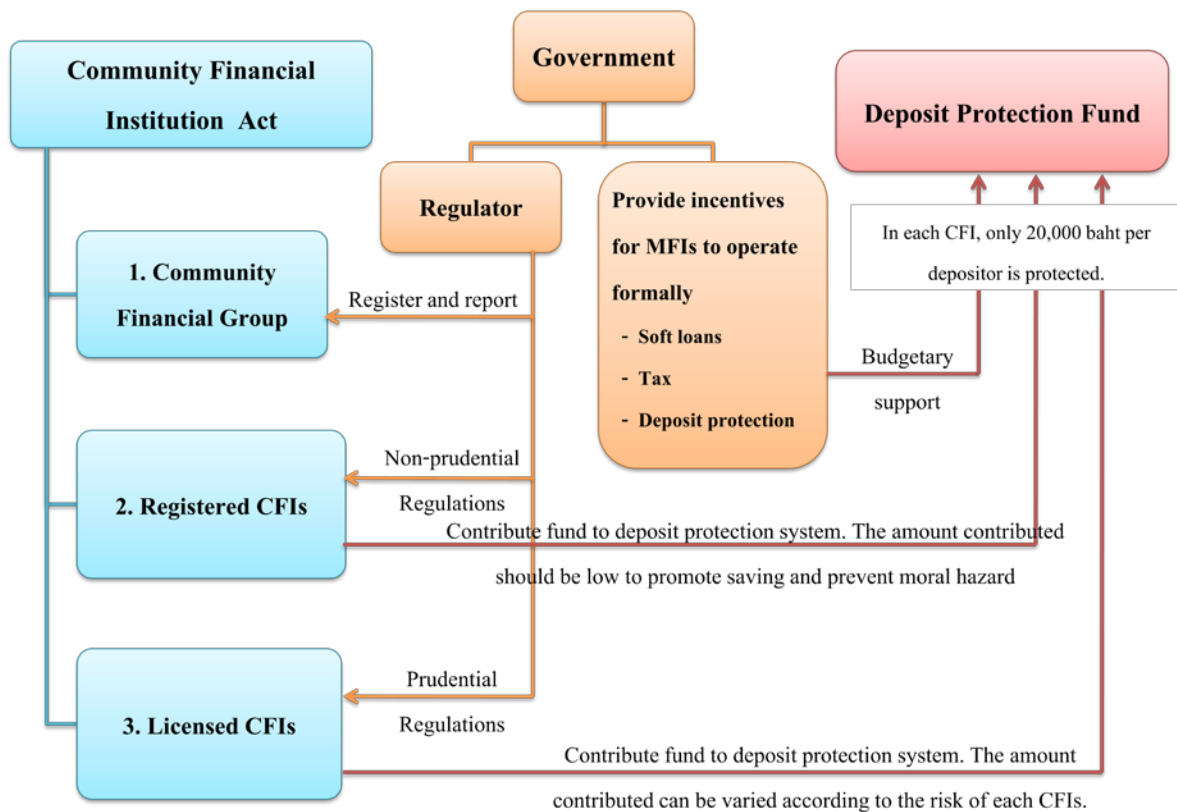 Community Financial
Institution Act
Government
Deposit Protection Fund
Regulator
Provide incentives
for MFIs to operate
formally
- Soft loans
- Tax
- Deposit protection
In each CFI, only 20,000 baht per
depositor is protected.
1. Community
Financial Group
Register and report
Budgetary
support
2. Registered CFIs
Non-prudential
Regulations
Contribute fund to deposit protection system. The amount contributed
should be low to promote saving and prevent moral hazard
3. Licensed CFIs
Prudential
Regulations
Contribute fund to deposit protection system. The amount
contributed can be varied according to the risk of each CFIs.